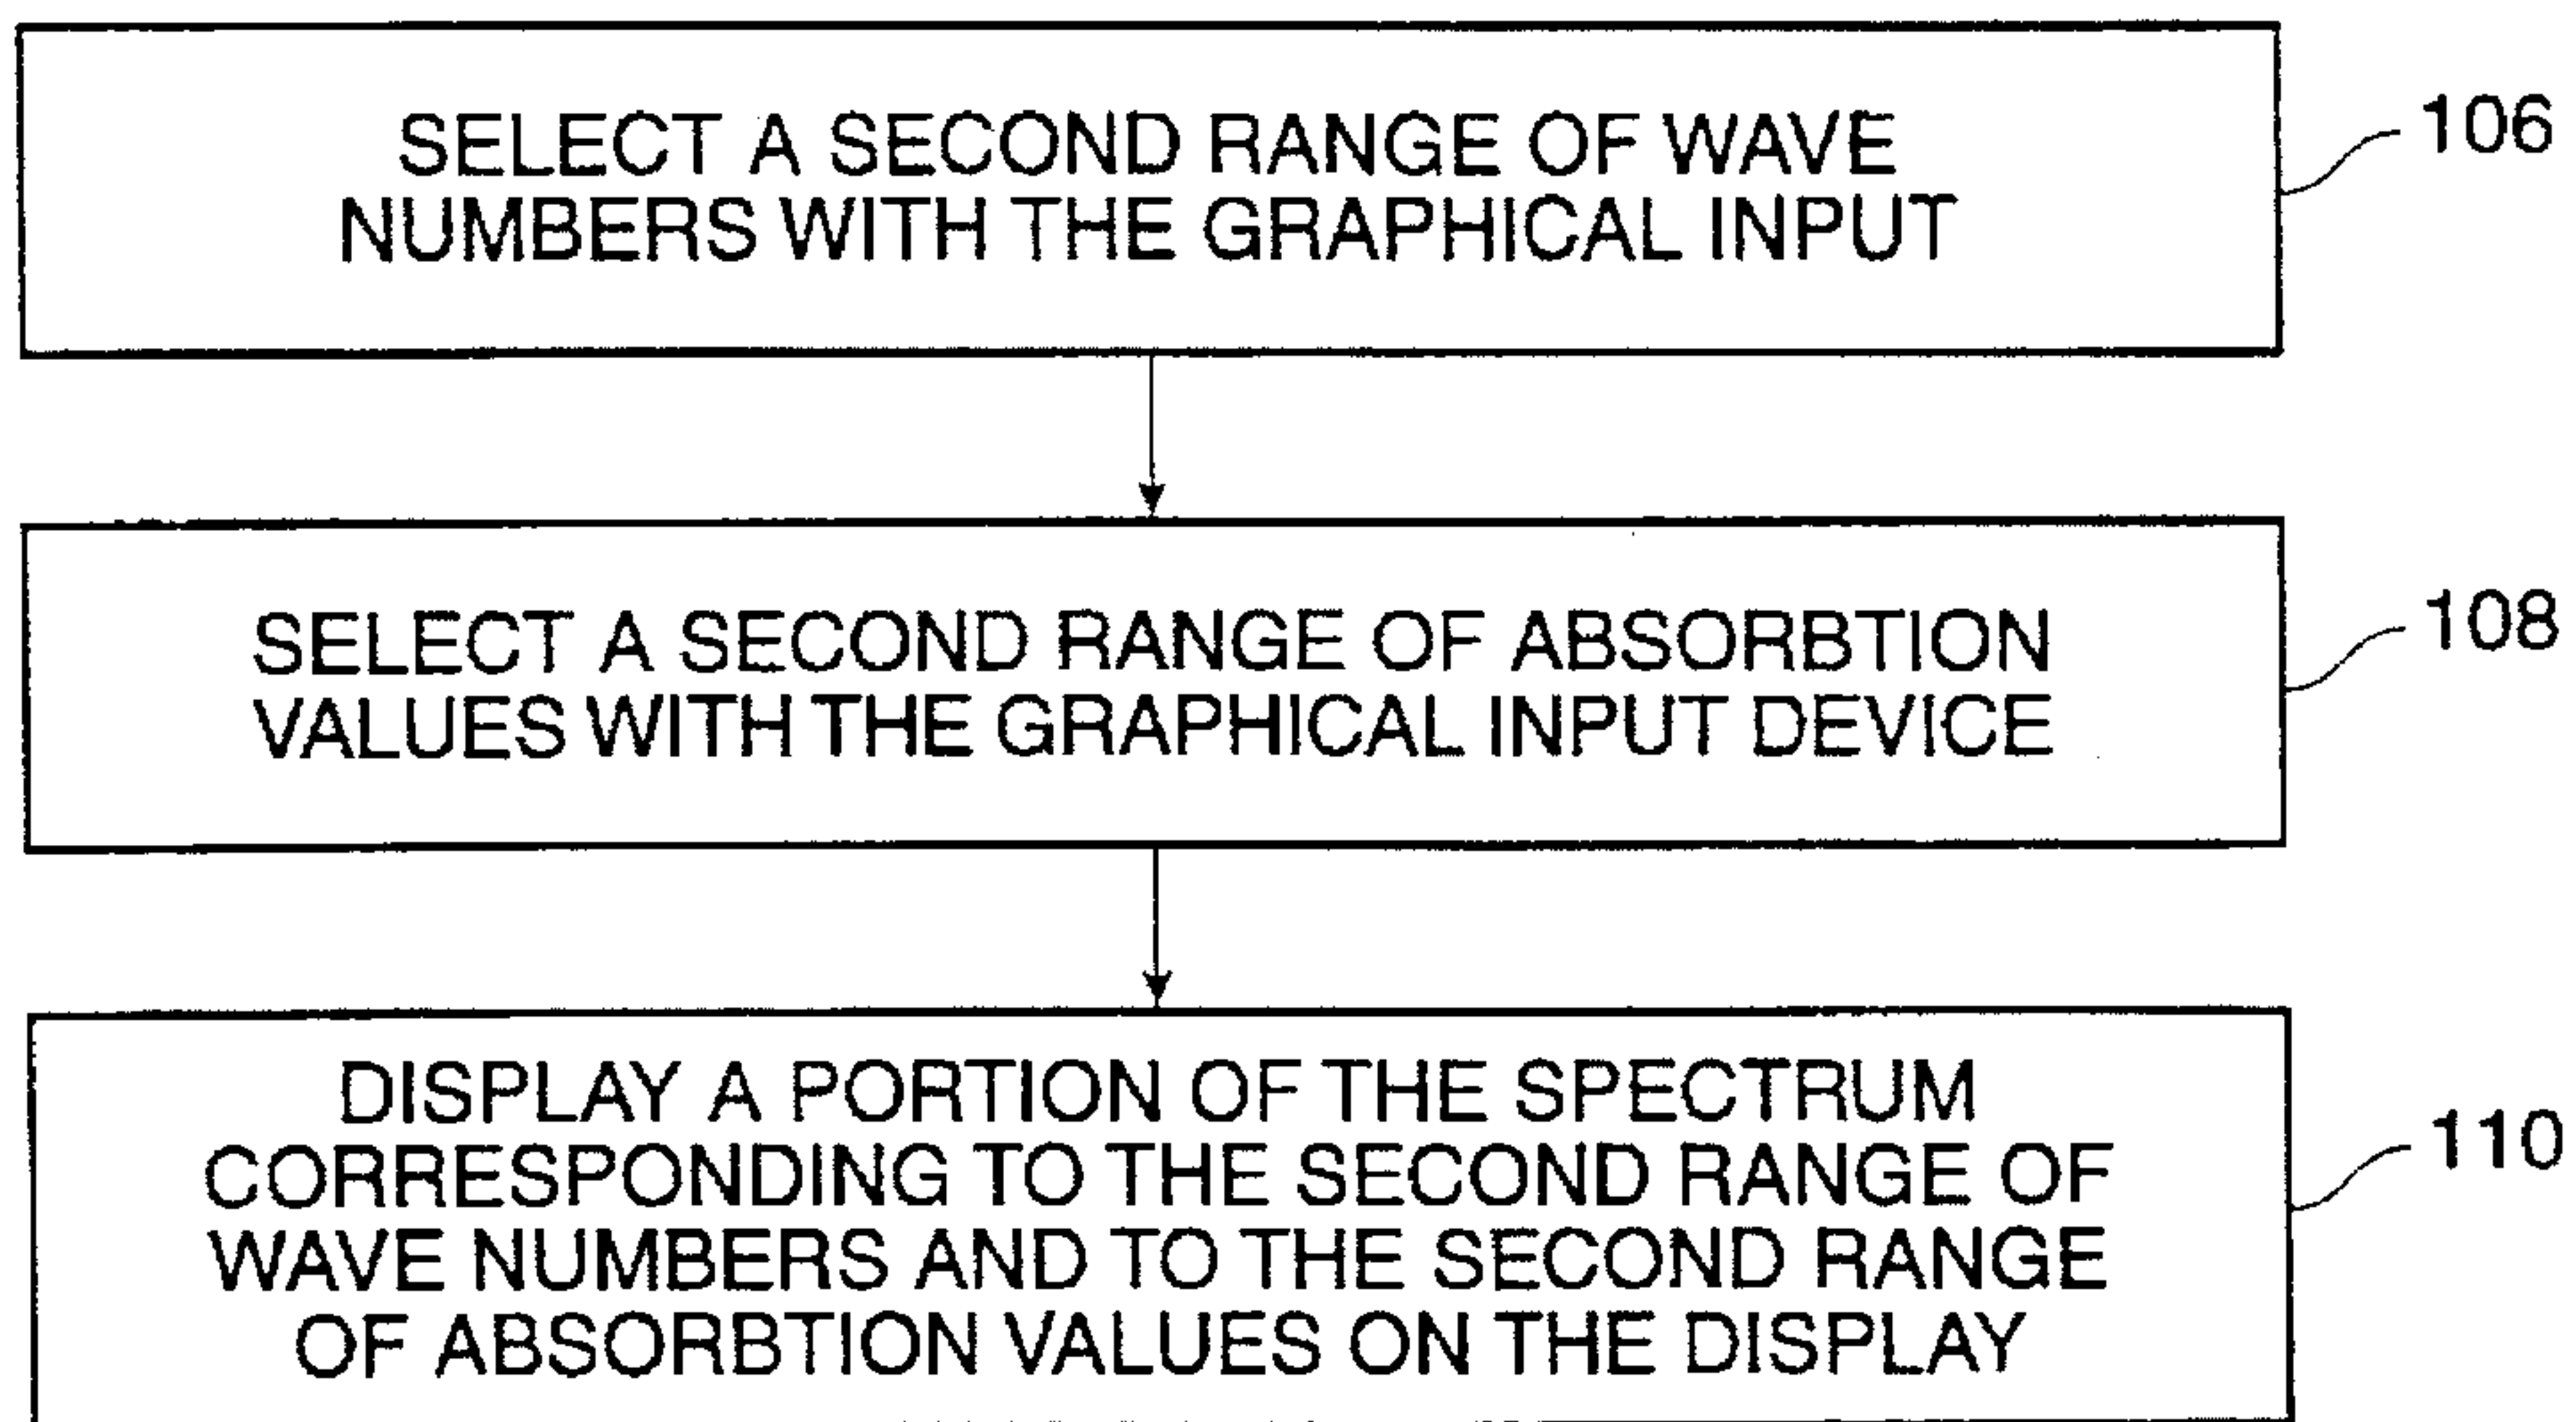 SELECT A SECOND RANGE OF WAVE
NUMBERS WITH THE GRAPHICAL INPUT
106
SELECT A SECOND RANGE OF ABSORBTION
VALUES WITH THE GRAPHICAL INPUT DEVICE
108
DISPLAY A PORTION OF THE SPECTRUM
CORRESPONDING TO THE SECOND RANGE OF
WAVE NUMBERS AND TO THE SECOND RANGE
OF ABSORBTION VALUES ON THE DISPLAY
110